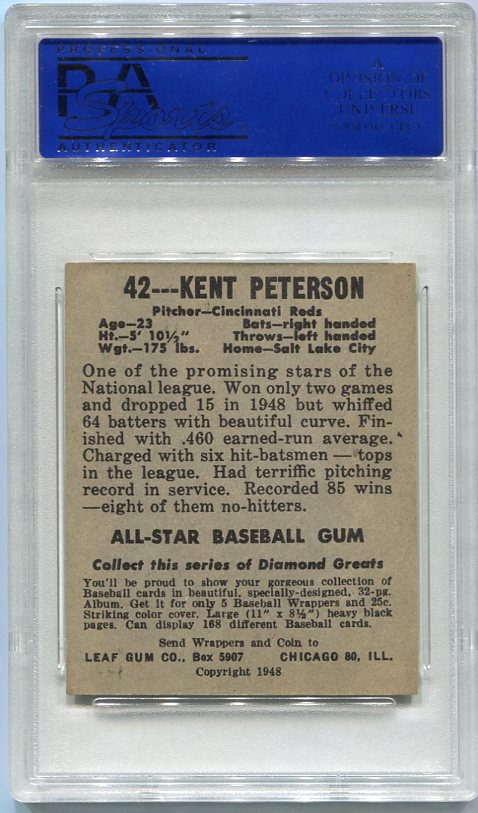 PROFESSIONAL
PSA
Sports
AUTHENTICATOR
A
DIVISION OF
COLLECTORS
UNIVERSE
NASDAQ: CLCT
42---KENT PETERSON
Pitcher—Cincinnati Reds
Age—23 Bats—right handed
Ht.—5' 10½" Throws—left handed
Wgt.—175 lbs. Home—Salt Lake City
One of the promising stars of the
National league. Won only two games
and dropped 15 in 1948 but whiffed
64 batters with beautiful curve. Fin-
ished with .460 earned-run average.
Charged with six hit-batsmen — tops
in the league. Had terriffic pitching
record in service. Recorded 85 wins
—eight of them no-hitters.
ALL-STAR BASEBALL GUM
Collect this series of Diamond Greats
You'll be proud to show your gorgeous collection of
Baseball cards in beautiful, specially-designed, 32-pg.
Album. Get it for only 5 Baseball Wrappers and 25c.
Striking color cover. Large (11" x 8½") heavy black
pages. Can display 168 different Baseball cards.
Send Wrappers and Coin to
LEAF GUM CO., Box 5907 CHICAGO 80, ILL.
Copyright 1948